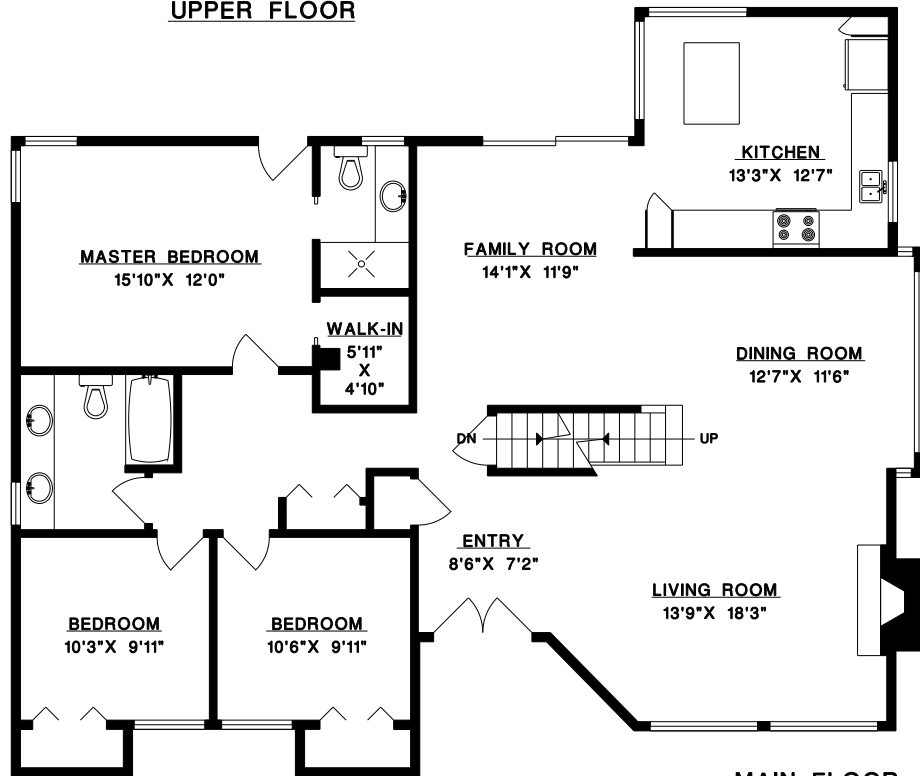 UPPER FLOOR
KITCHEN
13'3"X 12'7"
MASTER BEDROOM
15'10"X 12'0"
FAMILY ROOM
14'1"X 11'9"
WALK-IN
5'11"
X
4'10"
DINING ROOM
12'7"X 11'6"
DN
UP
ENTRY
8'6"X 7'2"
LIVING ROOM
13'9"X 18'3"
BEDROOM
10'3"X 9'11"
BEDROOM
10'6"X 9'11"
MAIN FLOOR